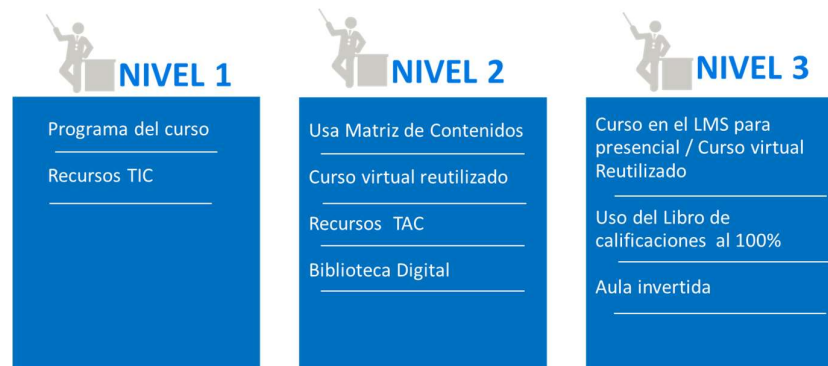 NIVEL 1
Programa del curso
Recursos TIC
NIVEL 2
Usa Matriz de Contenidos
Curso virtual reutilizado
Recursos TAC
Biblioteca Digital
NIVEL 3
Curso en el LMS para
presencial / Curso virtual
Reutilizado
Uso del Libro de
calificaciones al 100%
Aula invertida